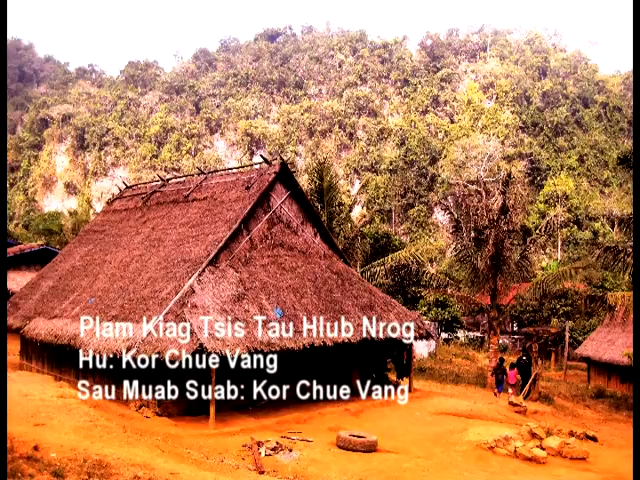 Plam Kiag Tsis Tau Hlub Nrog
Hu: Kor Chue Vang
Sau Muab Suab: Kor Chue Vang